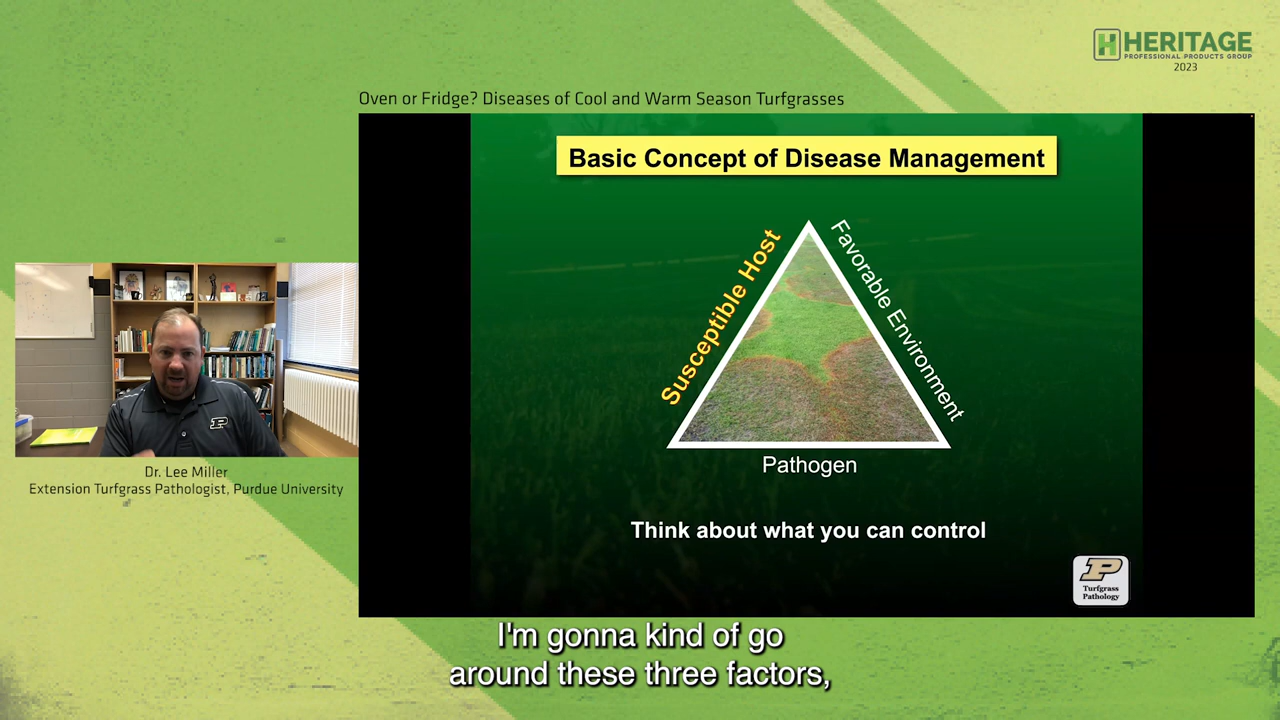 HERITAGE
PROFESSIONAL PRODUCTS GROUP
2023
Oven or Fridge? Diseases of Cool and Warm Season Turfgrasses
Basic Concept of Disease Management
Susceptible Host
Favorable Environment
Pathogen
Think about what you can control
P
Turfgrass
Pathology
P
Dr. Lee Miller
Extension Turfgrass Pathologist, Purdue University
I'm gonna kind of go
around these three factors,